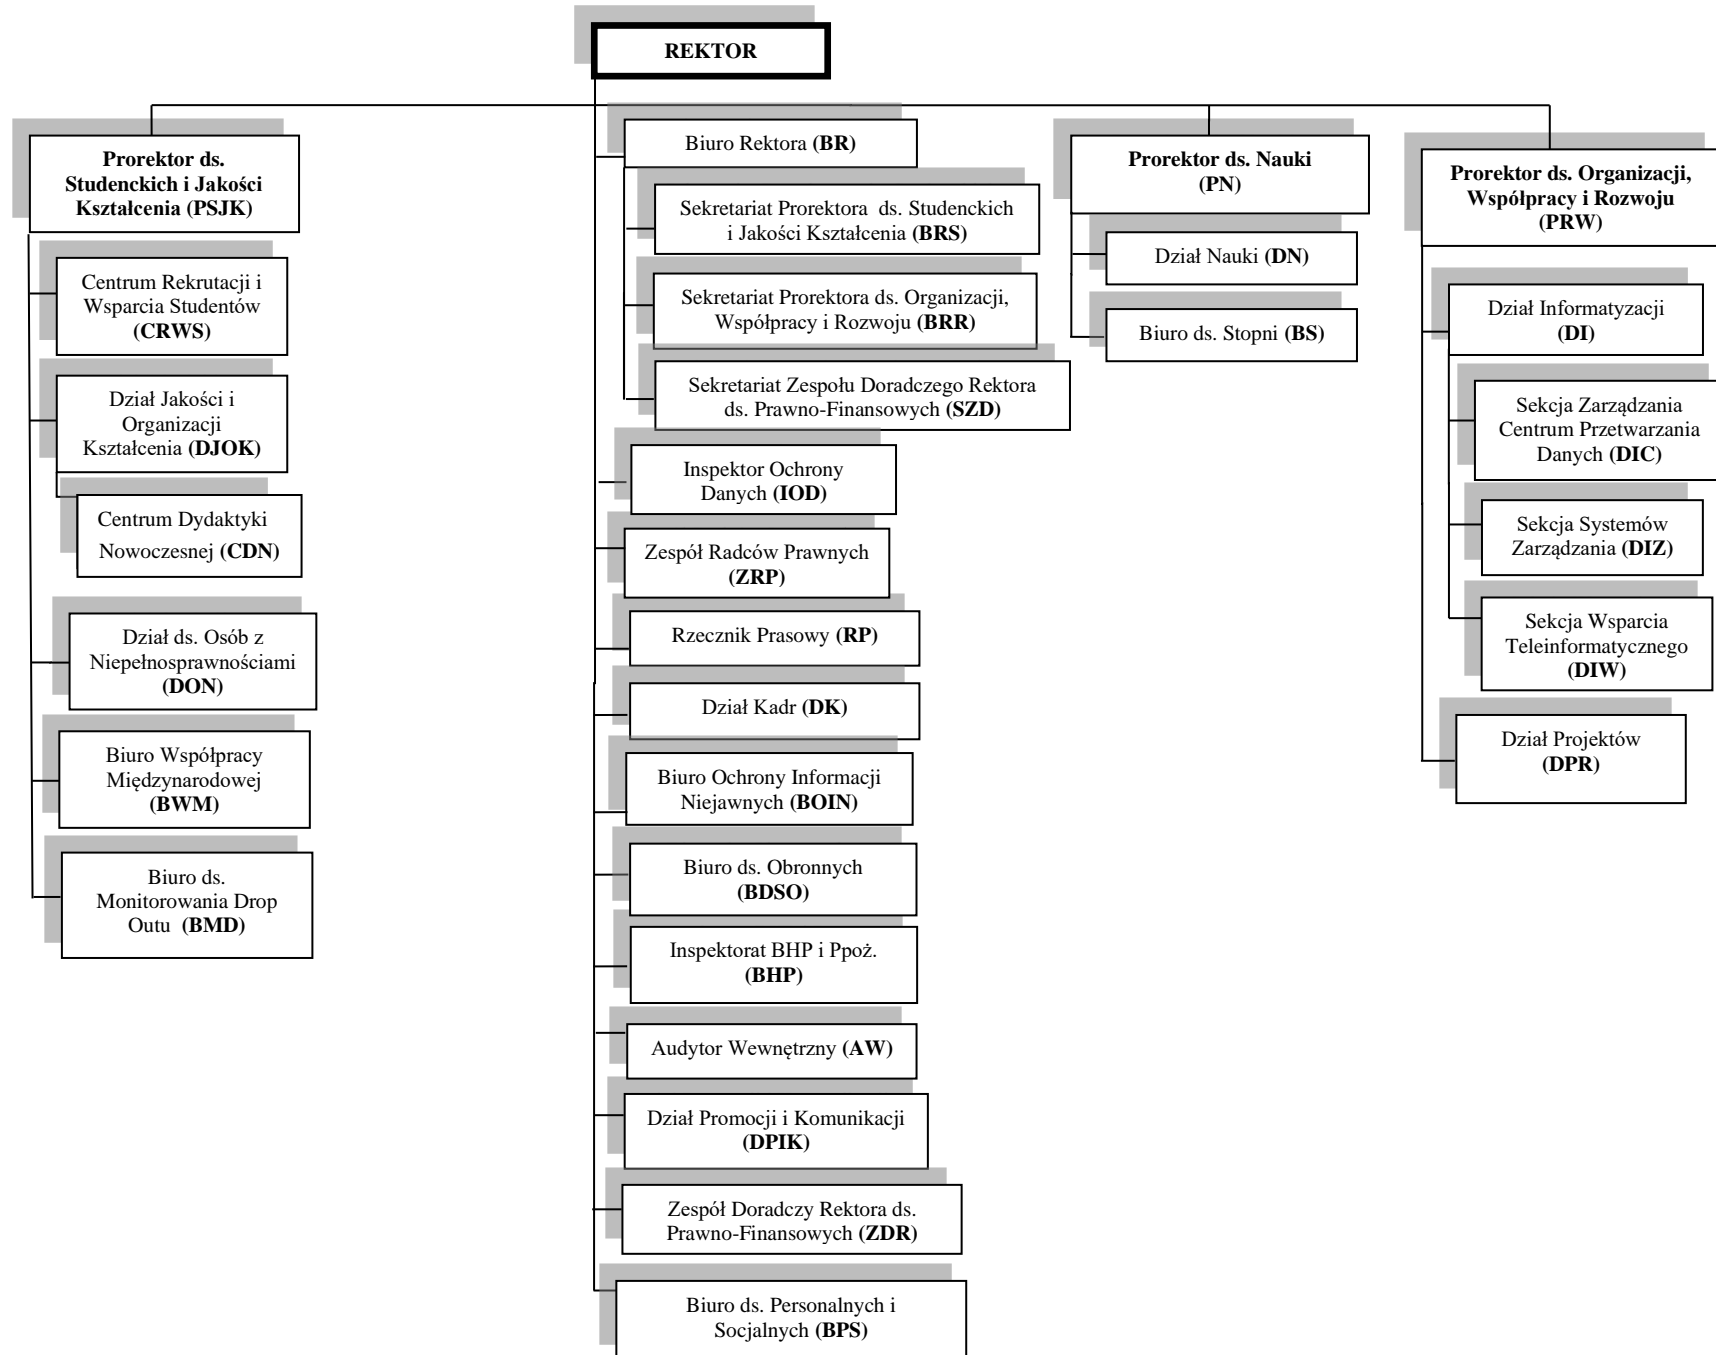 REKTOR
Prorektor ds.
Studenckich i Jakości
Kształcenia (PSJK)
Centrum Rekrutacji i
Wsparcia Studentów
(CRWS)
Dział Jakości i
Organizacji
Kształcenia (DJOK)
Centrum Dydaktyki
Nowoczesnej (CDN)
Dział ds. Osób z
Niepełnosprawnościami
(DON)
Biuro Współpracy
Międzynarodowej
(BWM)
Biuro ds.
Monitorowania Drop
Outu (BMD)
Biuro Rektora (BR)
Sekretariat Prorektora ds. Studenckich
i Jakości Kształcenia (BRS)
Sekretariat Prorektora ds. Organizacji,
Współpracy i Rozwoju (BRR)
Sekretariat Zespołu Doradczego Rektora
ds. Prawno-Finansowych (SZD)
Inspektor Ochrony
Danych (IOD)
Zespół Radców Prawnych
(ZRP)
Rzecznik Prasowy (RP)
Dział Kadr (DK)
Biuro Ochrony Informacji
Niejawnych (BOIN)
Biuro ds. Obronnych
(BDSO)
Inspektorat BHP i Ppoż.
(BHP)
Audytor Wewnętrzny (AW)
Dział Promocji i Komunikacji
(DPIK)
Zespół Doradczy Rektora ds.
Prawno-Finansowych (ZDR)
Biuro ds. Personalnych i
Socjalnych (BPS)
Prorektor ds. Nauki
(PN)
Dział Nauki (DN)
Biuro ds. Stopni (BS)
Prorektor ds. Organizacji,
Współpracy i Rozwoju
(PRW)
Dział Informatyzacji
(DI)
Sekcja Zarządzania
Centrum Przetwarzania
Danych (DIC)
Sekcja Systemów
Zarządzania (DIZ)
Sekcja Wsparcia
Teleinformatycznego
(DIW)
Dział Projektów
(DPR)